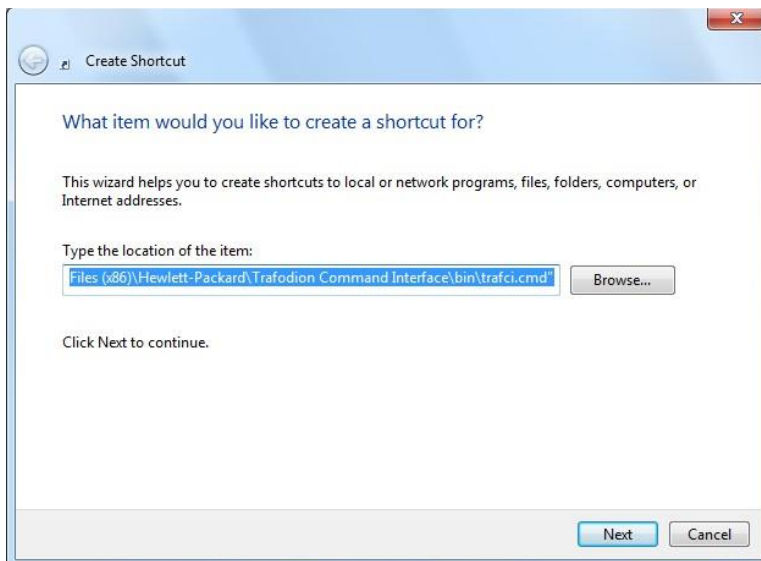 Create Shortcut
What item would you like to create a shortcut for?
This wizard helps you to create shortcuts to local or network programs, files, folders, computers, or
Internet addresses.
Type the location of the item:
Files (x86)\Hewlett-Packard\Trafodion Command Interface\bin\trafci.cmd"
Browse...
Click Next to continue.
Next
Cancel